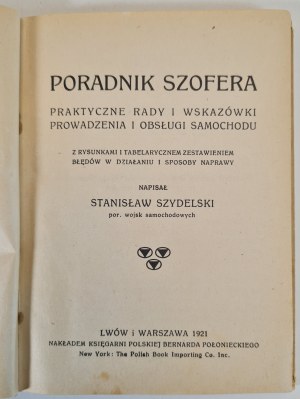 PORADNIK SZOFERA
PRAKTYCZNE RADY I WSKAZÓWKI
PROWADZENIA I OBSŁUGI SAMOCHODU
Z RYSUNKAMI I TABELARYCZNEM ZESTAWIENIEM
BŁĘDÓW W DZIAŁANIU I SPOSOBY NAPRAWY
NAPISAŁ
STANISŁAW SZYDELSKI
por. wojsk samochodowych
LWÓW i WARSZAWA 1921
NAKŁADEM KSIĘGARNI POLSKIEJ BERNARDA POŁONIECKIEGO
New York: The Polish Book Importing Co. Inc.